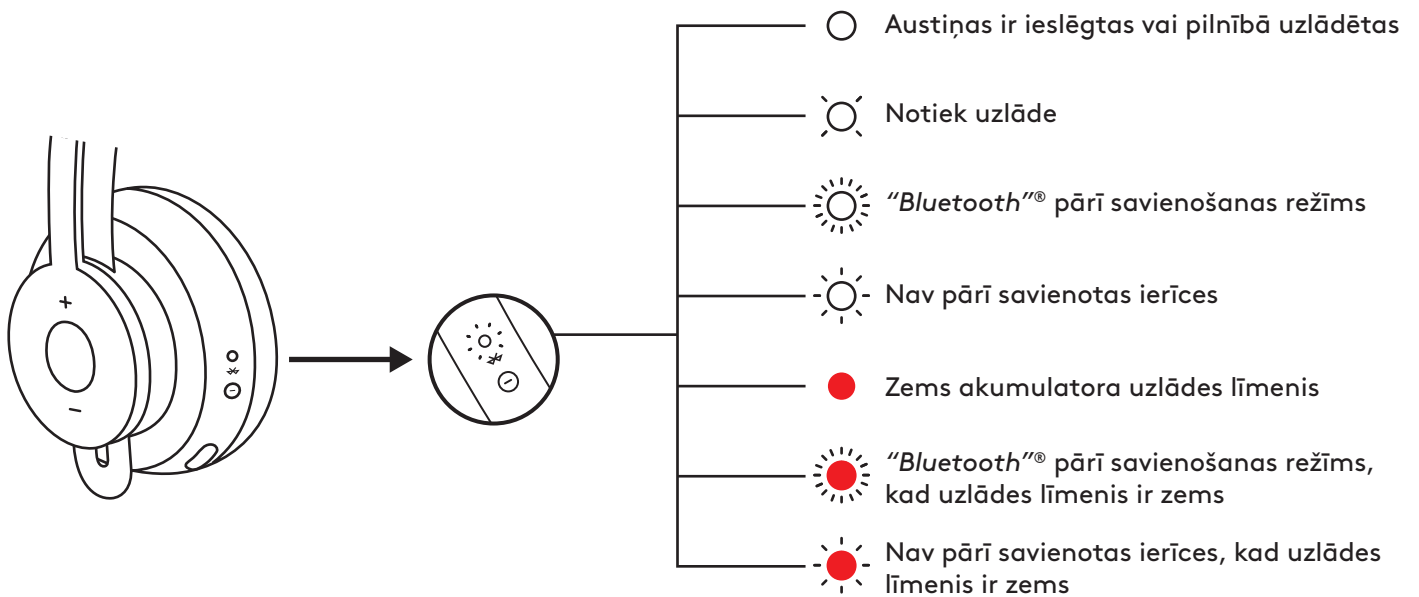 Austiņas ir ieslēgtas vai pilnībā uzlādētas
Notiek uzlāde
“Bluetooth”® pārī savienošanas režīms
Nav pārī savienotas ierīces
Zems akumulatora uzlādes līmenis
“Bluetooth”® pārī savienošanas režīms,
kad uzlādes līmenis ir zems
Nav pārī savienotas ierīces, kad uzlādes
līmenis ir zems